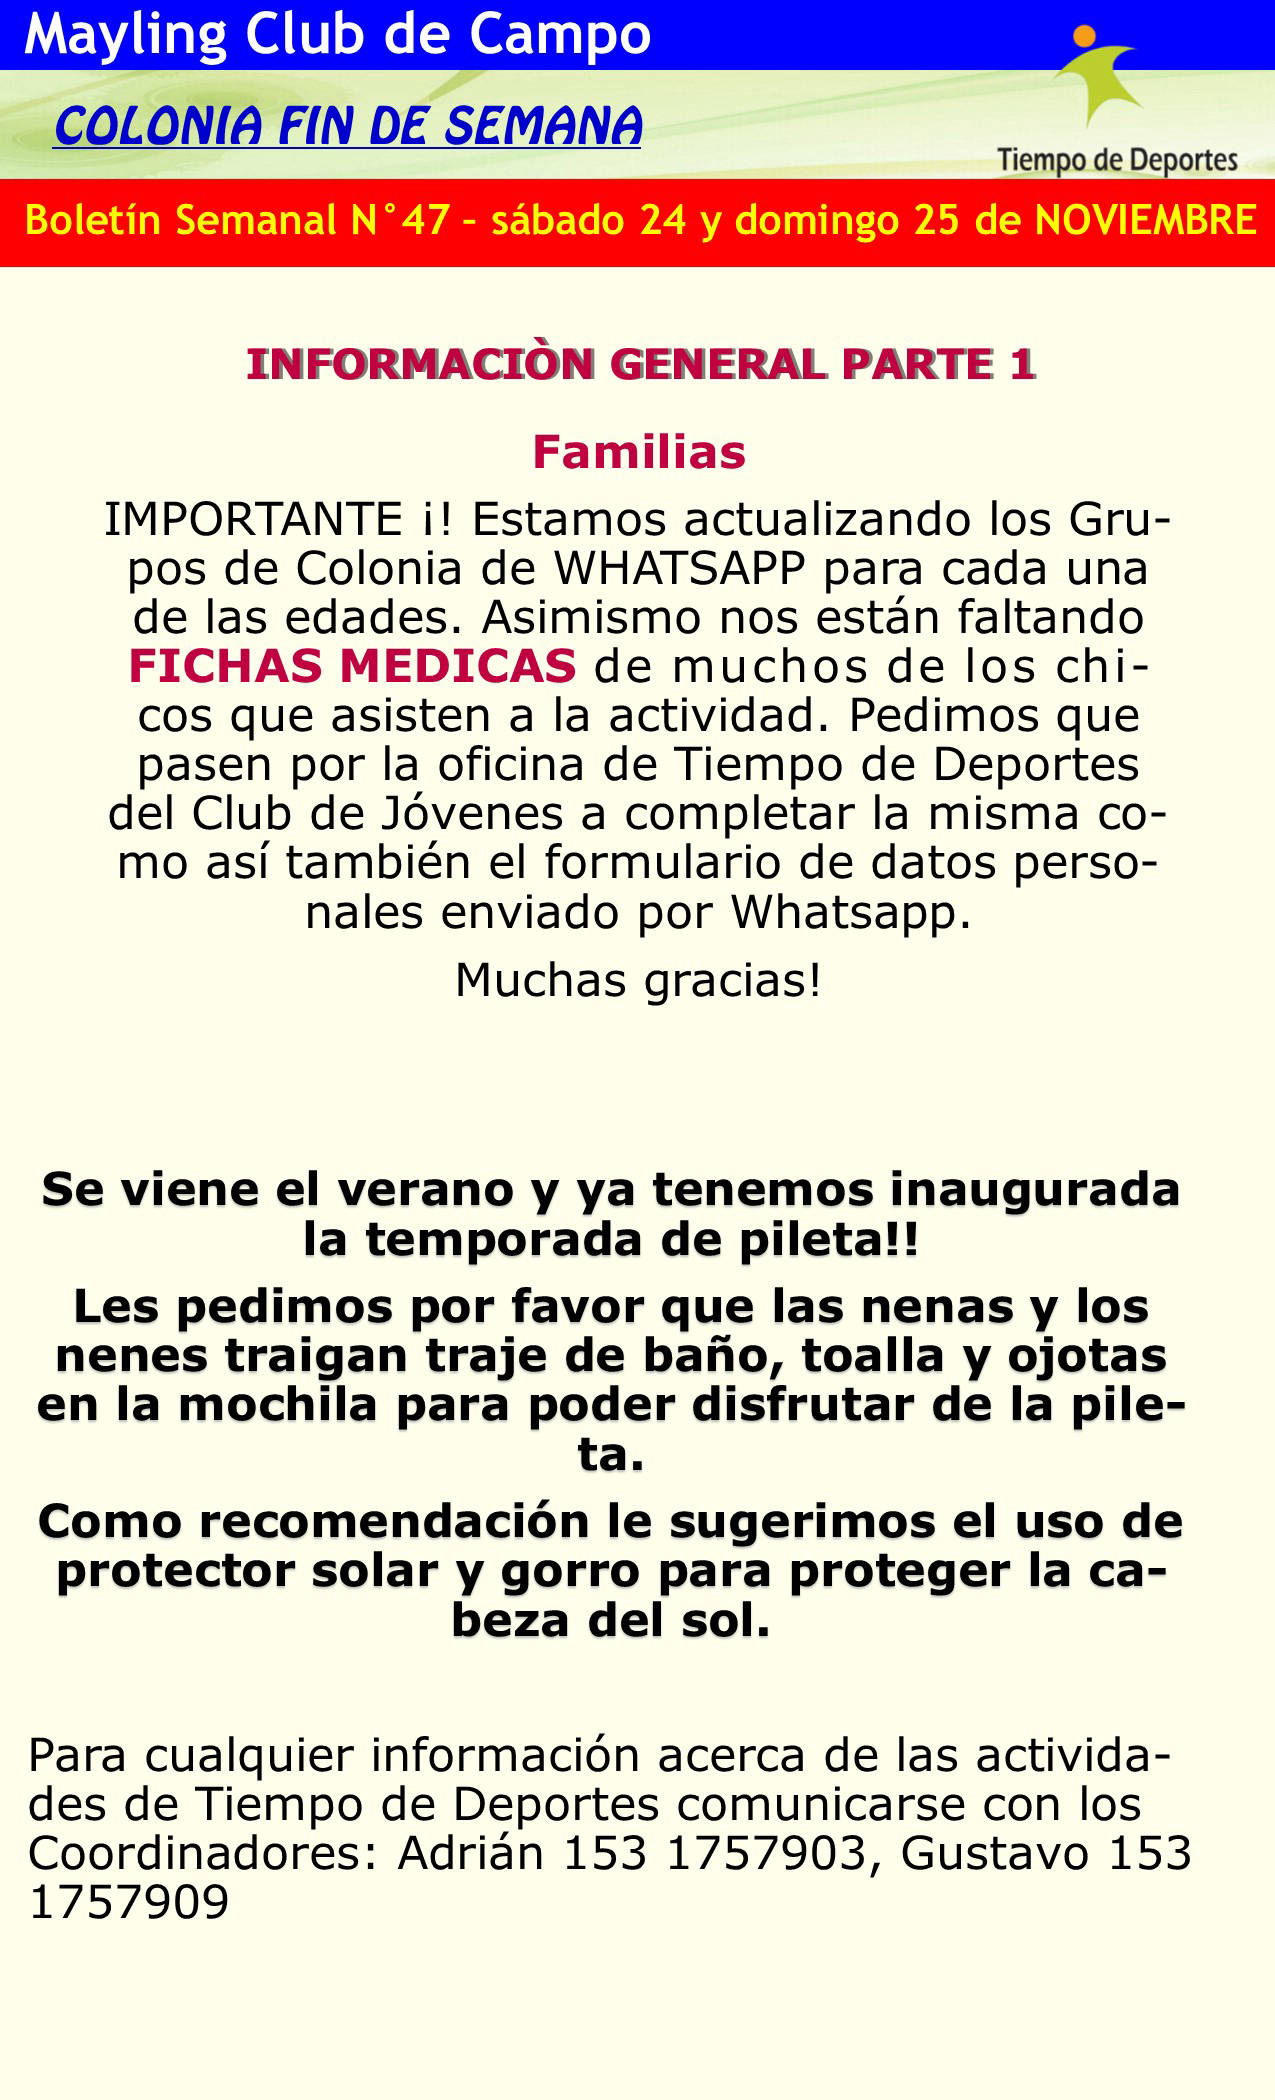 Mayling Club de Campo
COLONIA FIN DE SEMANA
Tiempo de Deportes
Boletín Semanal N°47 – sábado 24 y domingo 25 de NOVIEMBRE
INFORMACIÒN GENERAL PARTE 1
Familias
IMPORTANTE ¡! Estamos actualizando los Gru-
pos de Colonia de WHATSAPP para cada una
de las edades. Asimismo nos están faltando
FICHAS MEDICAS de muchos de los chi-
cos que asisten a la actividad. Pedimos que
pasen por la oficina de Tiempo de Deportes
del Club de Jóvenes a completar la misma co-
mo así también el formulario de datos perso-
nales enviado por Whatsapp.
Muchas gracias!
Se viene el verano y ya tenemos inaugurada
la temporada de pileta!!
Les pedimos por favor que las nenas y los
nenes traigan traje de baño, toalla y ojotas
en la mochila para poder disfrutar de la pile-
ta.
Como recomendación le sugerimos el uso de
protector solar y gorro para proteger la ca-
beza del sol.
Para cualquier información acerca de las activida-
des de Tiempo de Deportes comunicarse con los
Coordinadores: Adrián 153 1757903, Gustavo 153
1757909